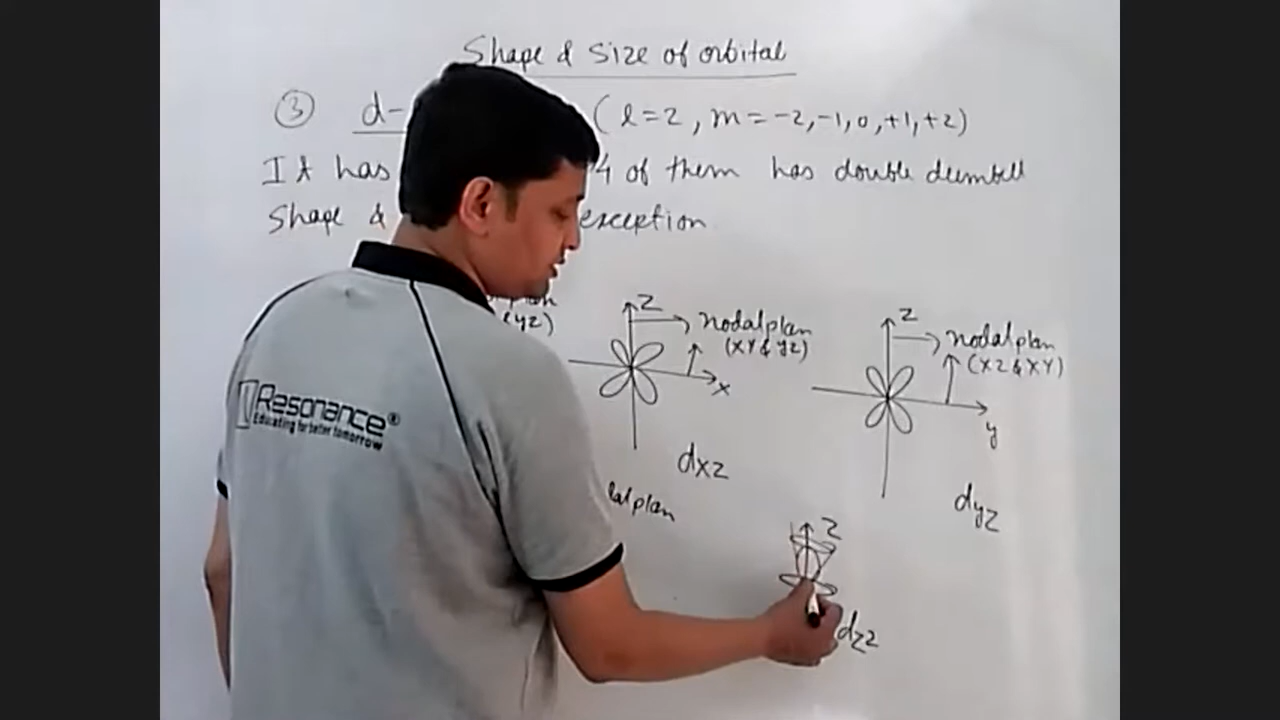 Shape & Size of orbital
③ d- (l=2, m=-2,-1,0,+1,+2)
It has 4 of them has double dumbell
Shape & exception
& yz)
Z
nodalplan
(XY & yz)
x
dxz
Z
nodalplan
(XZ & XY)
y
dyz
Resonance®
Educating for better tomorrow
alplan
Z
dz2